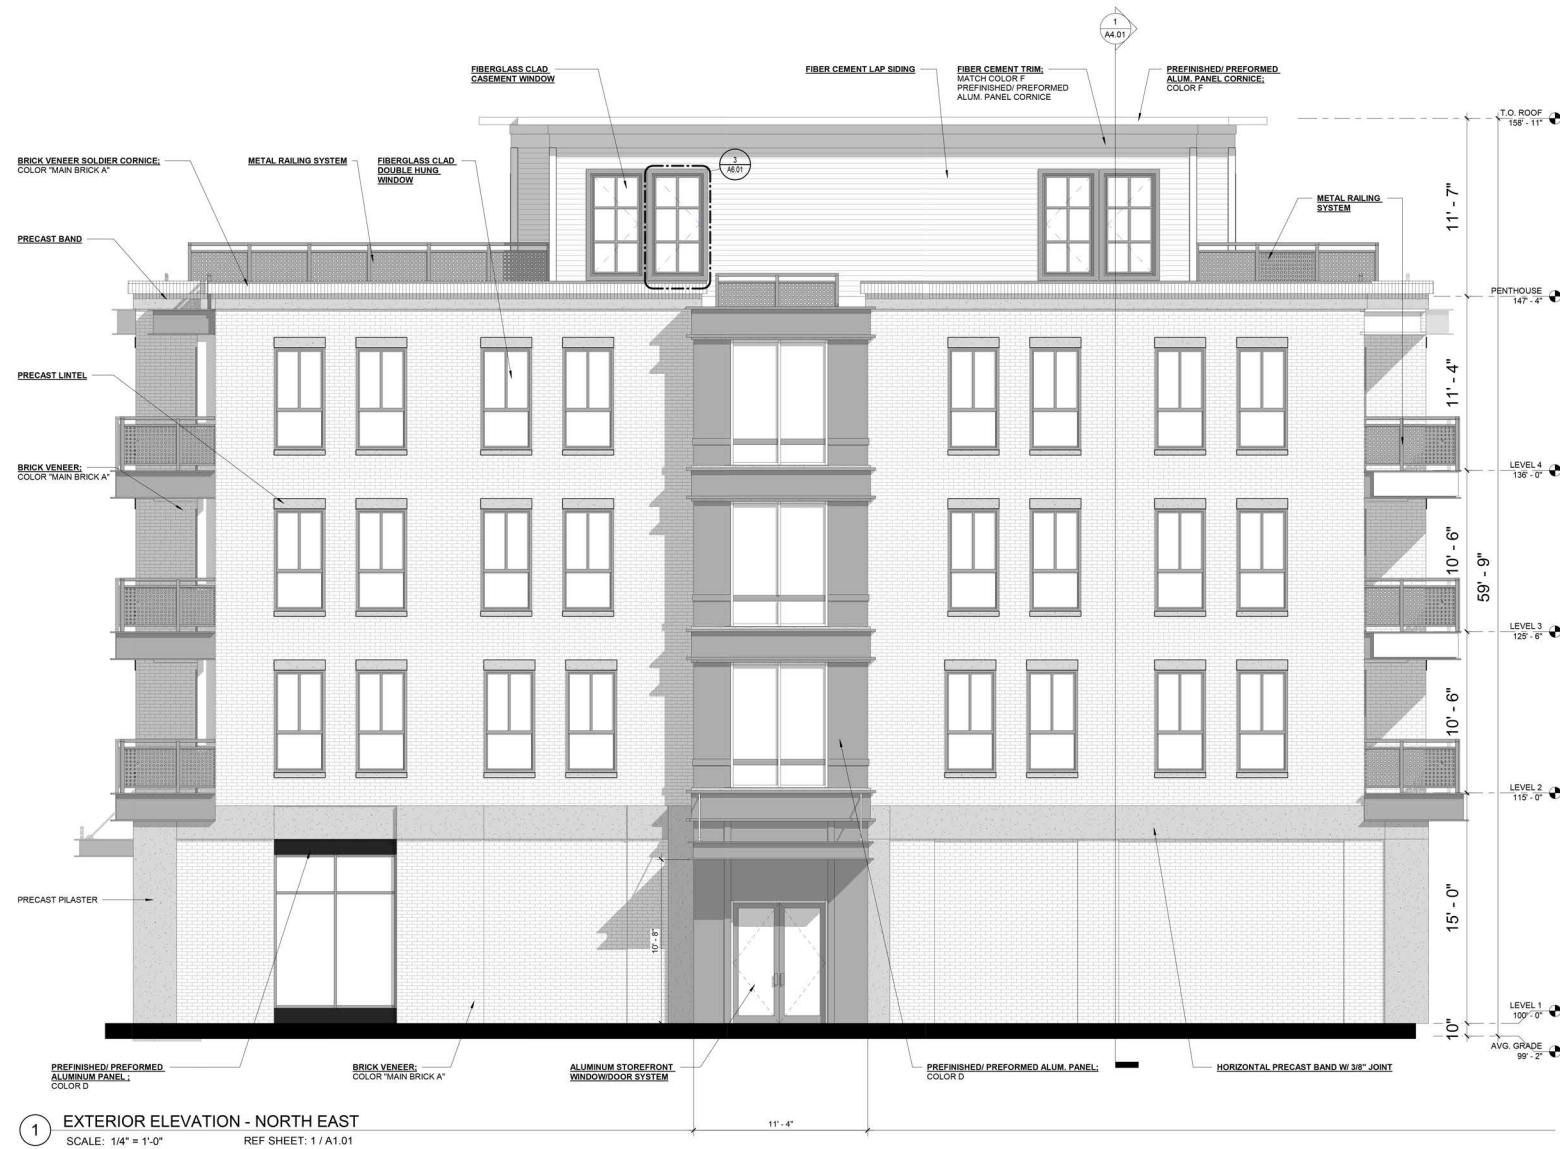 1
A4.01
FIBERGLASS CLAD
CASEMENT WINDOW
FIBER CEMENT LAP SIDING
FIBER CEMENT TRIM;
MATCH COLOR F
PREFINISHED/ PREFORMED
ALUM. PANEL CORNICE
PREFINISHED/ PREFORMED
ALUM. PANEL CORNICE;
COLOR F
T.O. ROOF
158' - 11"
BRICK VENEER SOLDIER CORNICE;
COLOR "MAIN BRICK A"
METAL RAILING SYSTEM
FIBERGLASS CLAD
DOUBLE HUNG
WINDOW
3
A6.01
METAL RAILING
SYSTEM
11' - 7"
PRECAST BAND
PENTHOUSE
147' - 4"
PRECAST LINTEL
11' - 4"
BRICK VENEER;
COLOR "MAIN BRICK A"
LEVEL 4
136' - 0"
10' - 6"
59' - 9"
LEVEL 3
125' - 6"
10' - 6"
LEVEL 2
115' - 0"
PRECAST PILASTER
15' - 0"
10' - 8"
LEVEL 1
100' - 0"
10"
AVG. GRADE
99' - 2"
PREFINISHED/ PREFORMED
ALUMINUM PANEL ;
COLOR D
BRICK VENEER;
COLOR "MAIN BRICK A"
ALUMINUM STOREFRONT
WINDOW/DOOR SYSTEM
PREFINISHED/ PREFORMED ALUM. PANEL;
COLOR D
HORIZONTAL PRECAST BAND W/ 3/8" JOINT
1
EXTERIOR ELEVATION - NORTH EAST
SCALE: 1/4" = 1'-0"
REF SHEET: 1 / A1.01
11' - 4"